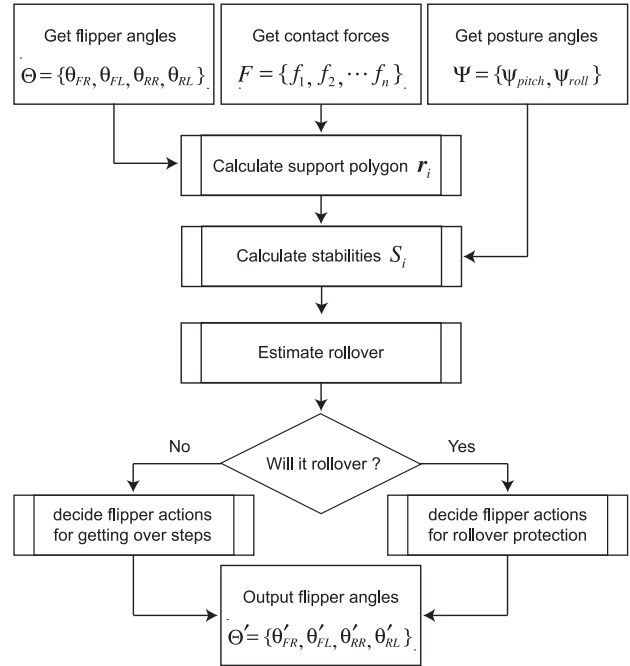 Get flipper angles
Θ = {θ_FR, θ_FL, θ_RR, θ_RL}
Get contact forces
F = {f_1, f_2, ⋯ f_n}
Get posture angles
Ψ = {ψ_pitch, ψ_roll}
Calculate support polygon r_i
Calculate stabilities S_i
Estimate rollover
Will it rollover ?
No
Yes
decide flipper actions
for getting over steps
decide flipper actions
for rollover protection
Output flipper angles
Θ′ = {θ′_FR, θ′_FL, θ′_RR, θ′_RL}